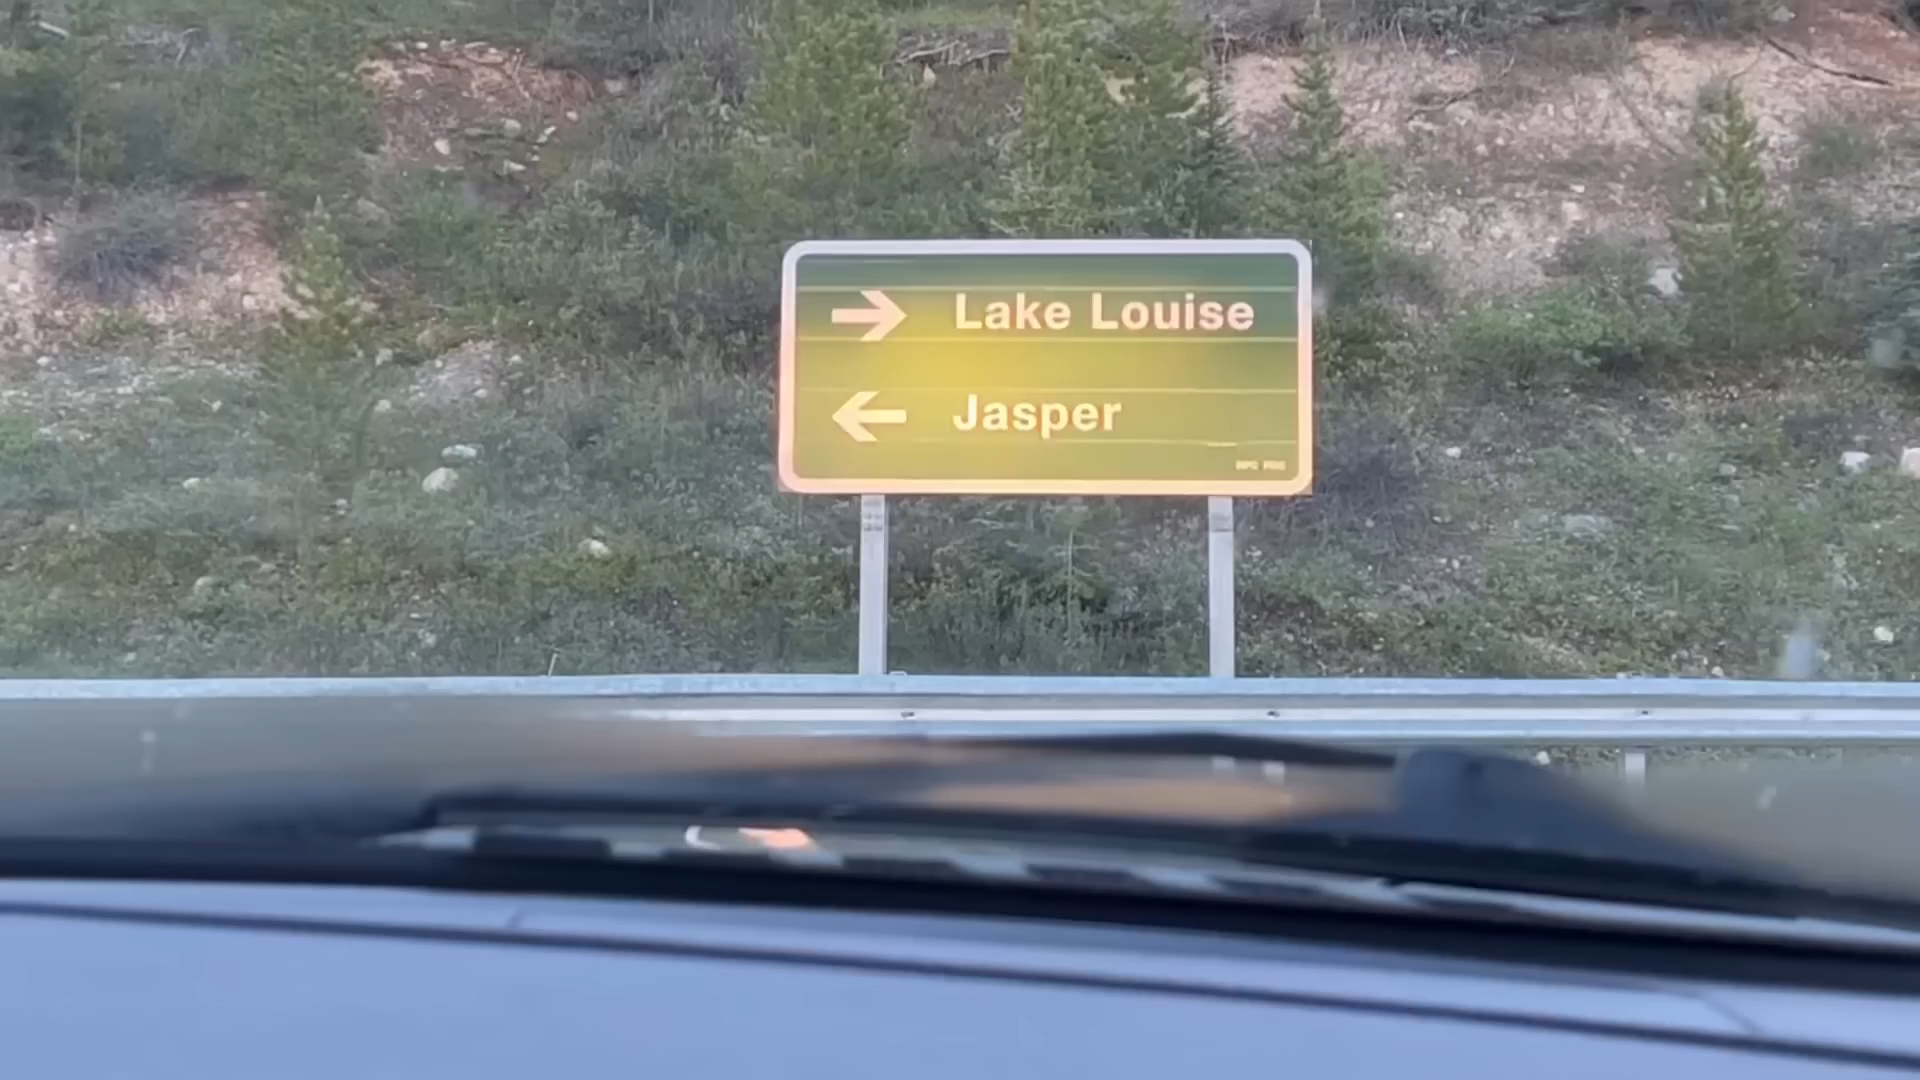 → Lake Louise
← Jasper